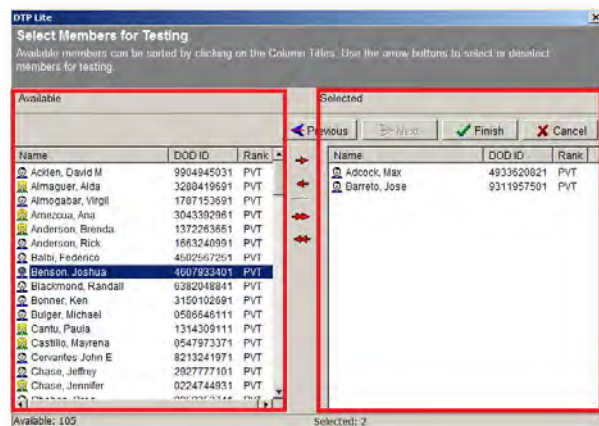 DTP Lite
Select Members for Testing
Available members can be sorted by clicking on the Column Titles. Use the arrow buttons to select or deselect
members for testing.
Available
Selected
Previous Next Finish Cancel
Name DOD ID Rank
Acklen, David M 9904945031 PVT
Almaguer, Aida 3288419691 PVT
Almogabar, Virgil 1787153691 PVT
Amezcua, Ana 3043392961 PVT
Anderson, Brenda 1372263651 PVT
Anderson, Rick 1663240991 PVT
Balbi, Federico 4502567251 PVT
Benson, Joshua 4607933401 PVT
Blackmond, Randall 6382048841 PVT
Bonner, Ken 3150102691 PVT
Bulger, Michael 0586646111 PVT
Cantu, Paula 1314309111 PVT
Castillo, Mayrena 0547973371 PVT
Cervantes John E 8213241971 PVT
Chase, Jeffrey 2927777101 PVT
Chase, Jennifer 0224744931 PVT
Name DOD ID Rank
Adcock, Max 4933620821 PVT
Barreto, Jose 9311957501 PVT
Available: 105
Selected: 2